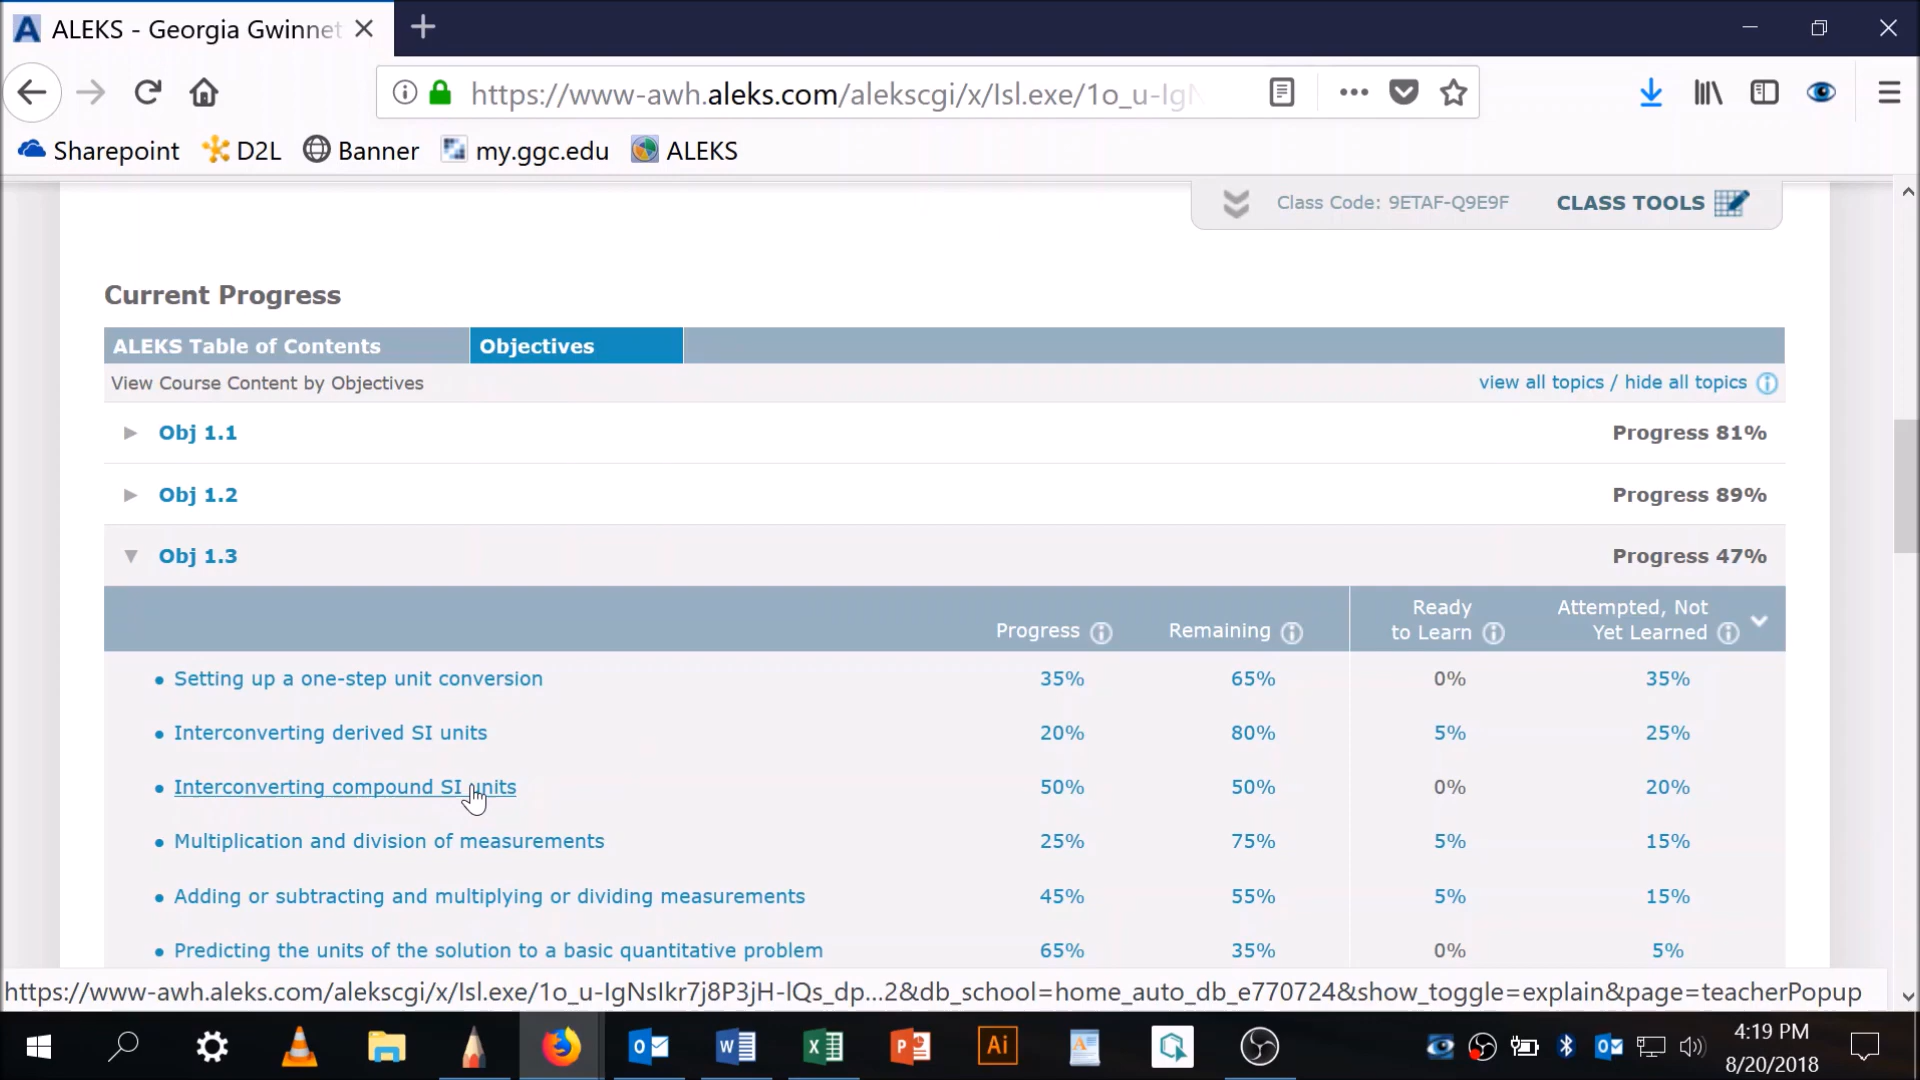 ALEKS - Georgia Gwinnet
https://www-awh.aleks.com/alekscgi/x/Isl.exe/1o_u-IgN
Sharepoint D2L Banner my.ggc.edu ALEKS
Class Code: 9ETAF-Q9E9F CLASS TOOLS
Current Progress
ALEKS Table of Contents Objectives
View Course Content by Objectives view all topics / hide all topics
Obj 1.1 Progress 81%
Obj 1.2 Progress 89%
Obj 1.3 Progress 47%
Progress Remaining Ready to Learn Attempted, Not Yet Learned
Setting up a one-step unit conversion 35% 65% 0% 35%
Interconverting derived SI units 20% 80% 5% 25%
Interconverting compound SI units 50% 50% 0% 20%
Multiplication and division of measurements 25% 75% 5% 15%
Adding or subtracting and multiplying or dividing measurements 45% 55% 5% 15%
Predicting the units of the solution to a basic quantitative problem 65% 35% 0% 5%
https://www-awh.aleks.com/alekscgi/x/Isl.exe/1o_u-IgNsIkr7j8P3jH-lQs_dp...2&db_school=home_auto_db_e770724&show_toggle=explain&page=teacherPopup
Ai
4:19 PM
8/20/2018